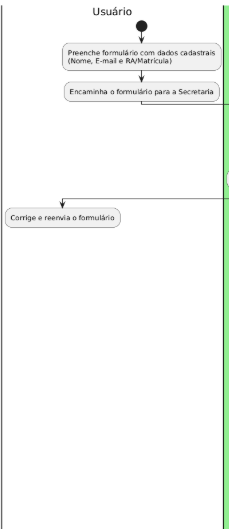 Usuário
Preenche formulário com dados cadastrais
(Nome, E-mail e RA/Matrícula)
Encaminha o formulário para a Secretaria
Corrige e reenvia o formulário